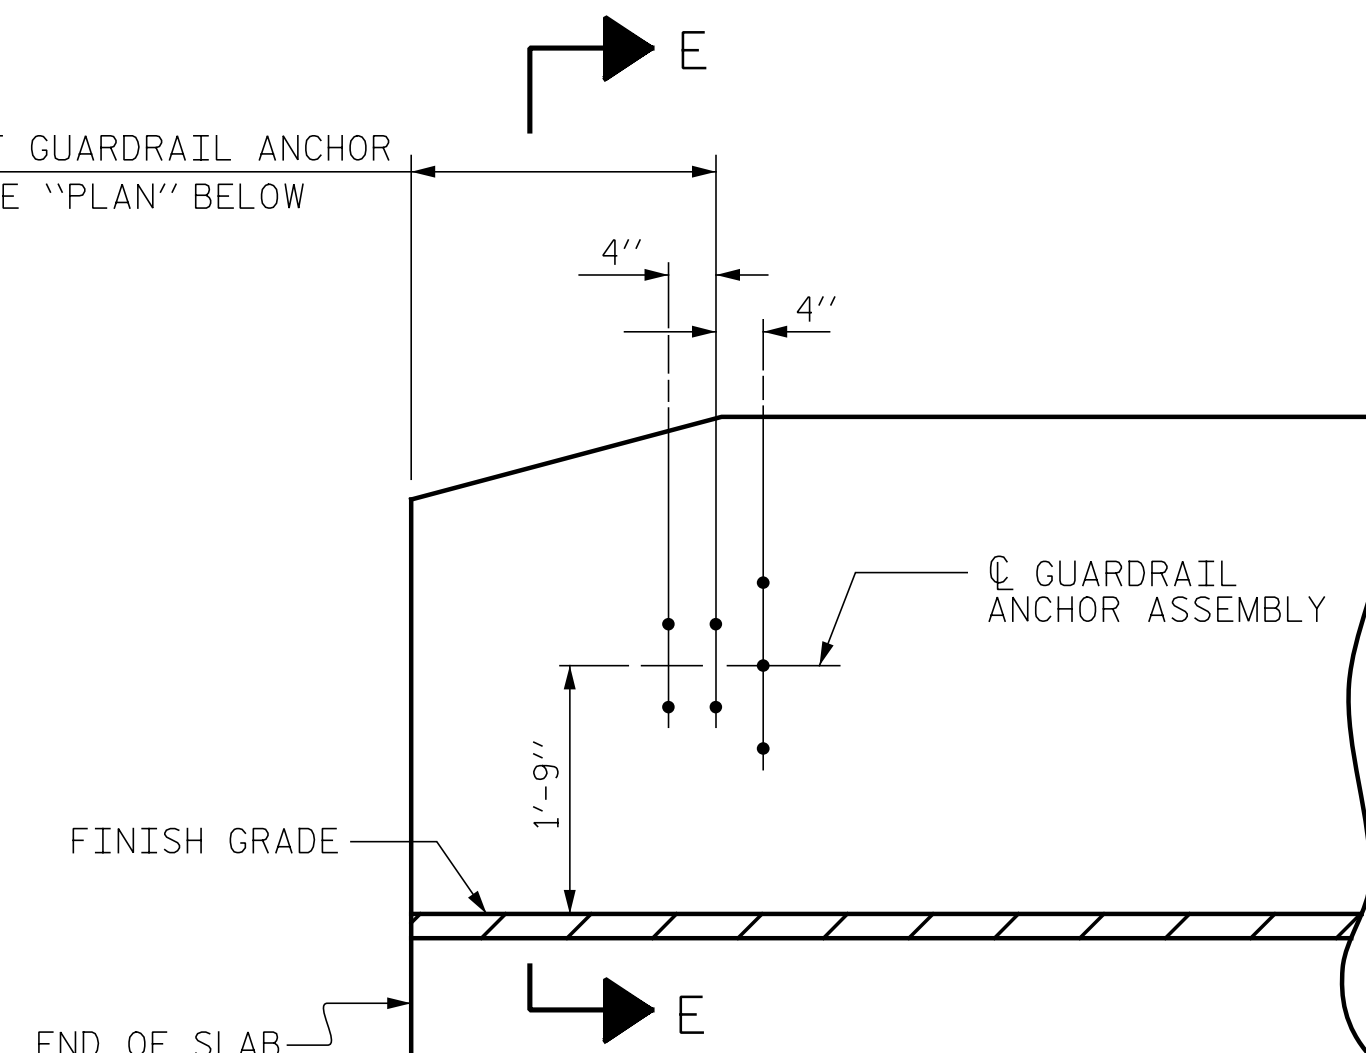 E
GUARDRAIL ANCHOR
"PLAN" BELOW
4"
4"
℄ GUARDRAIL
ANCHOR ASSEMBLY
1'-9"
FINISH GRADE
E
END OF SLAB